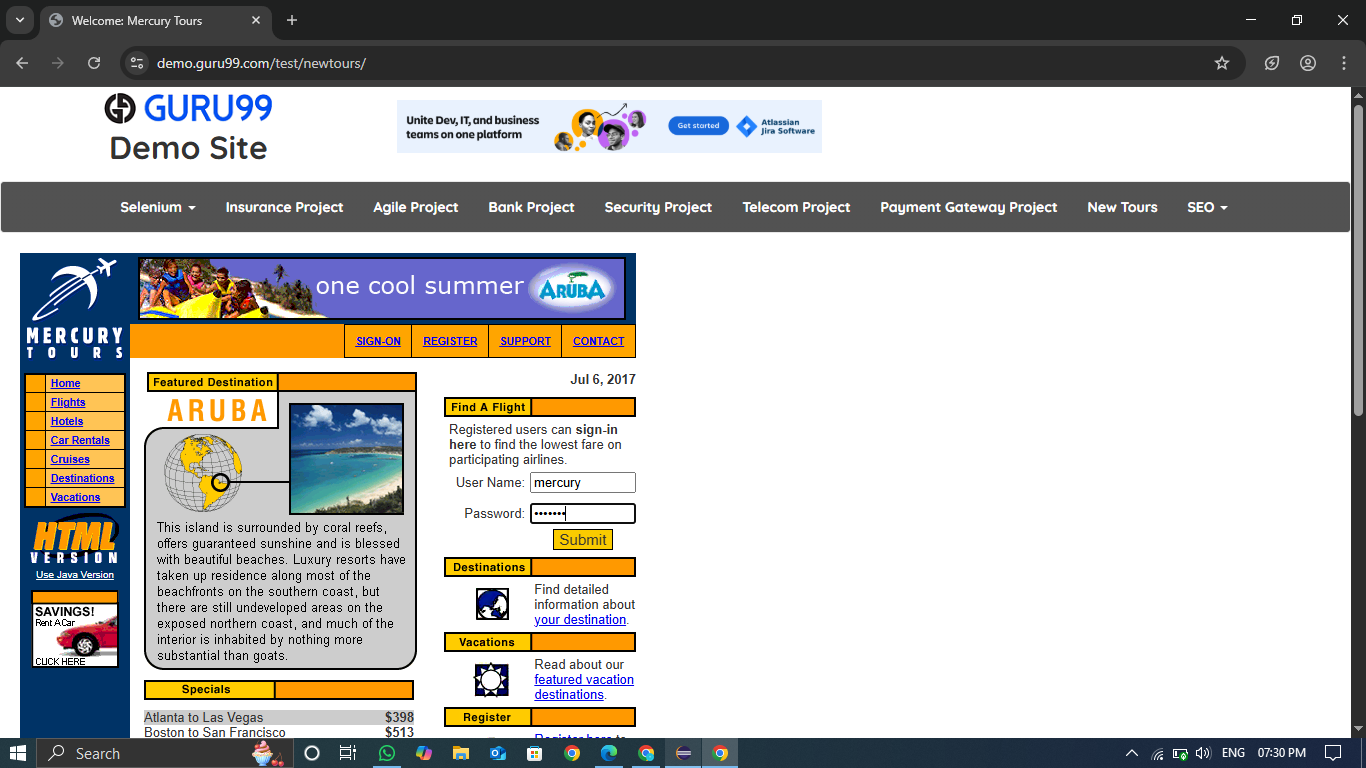 Welcome: Mercury Tours
demo.guru99.com/test/newtours/
GURU99
Demo Site
Unite Dev, IT, and business
teams on one platform
Get started
Atlassian
Jira Software
Selenium
Insurance Project
Agile Project
Bank Project
Security Project
Telecom Project
Payment Gateway Project
New Tours
SEO
MERCURY
TOURS
one cool summer
ARUBA
SIGN-ON
REGISTER
SUPPORT
CONTACT
Home
Flights
Hotels
Car Rentals
Cruises
Destinations
Vacations
HTML
VERSION
Use Java Version
SAVINGS!
Rent A Car
CLICK HERE
Featured Destination
ARUBA
This island is surrounded by coral reefs,
offers guaranteed sunshine and is blessed
with beautiful beaches. Luxury resorts have
taken up residence along most of the
beachfronts on the southern coast, but
there are still undeveloped areas on the
exposed northern coast, and much of the
interior is inhabited by nothing more
substantial than goats.
Specials
Atlanta to Las Vegas $398
Boston to San Francisco $513
Jul 6, 2017
Find A Flight
Registered users can sign-in
here to find the lowest fare on
participating airlines.
User Name: mercury
Password: •••••••
Submit
Destinations
Find detailed
information about
your destination.
Vacations
Read about our
featured vacation
destinations.
Register
Register here to
Search
ENG
07:30 PM